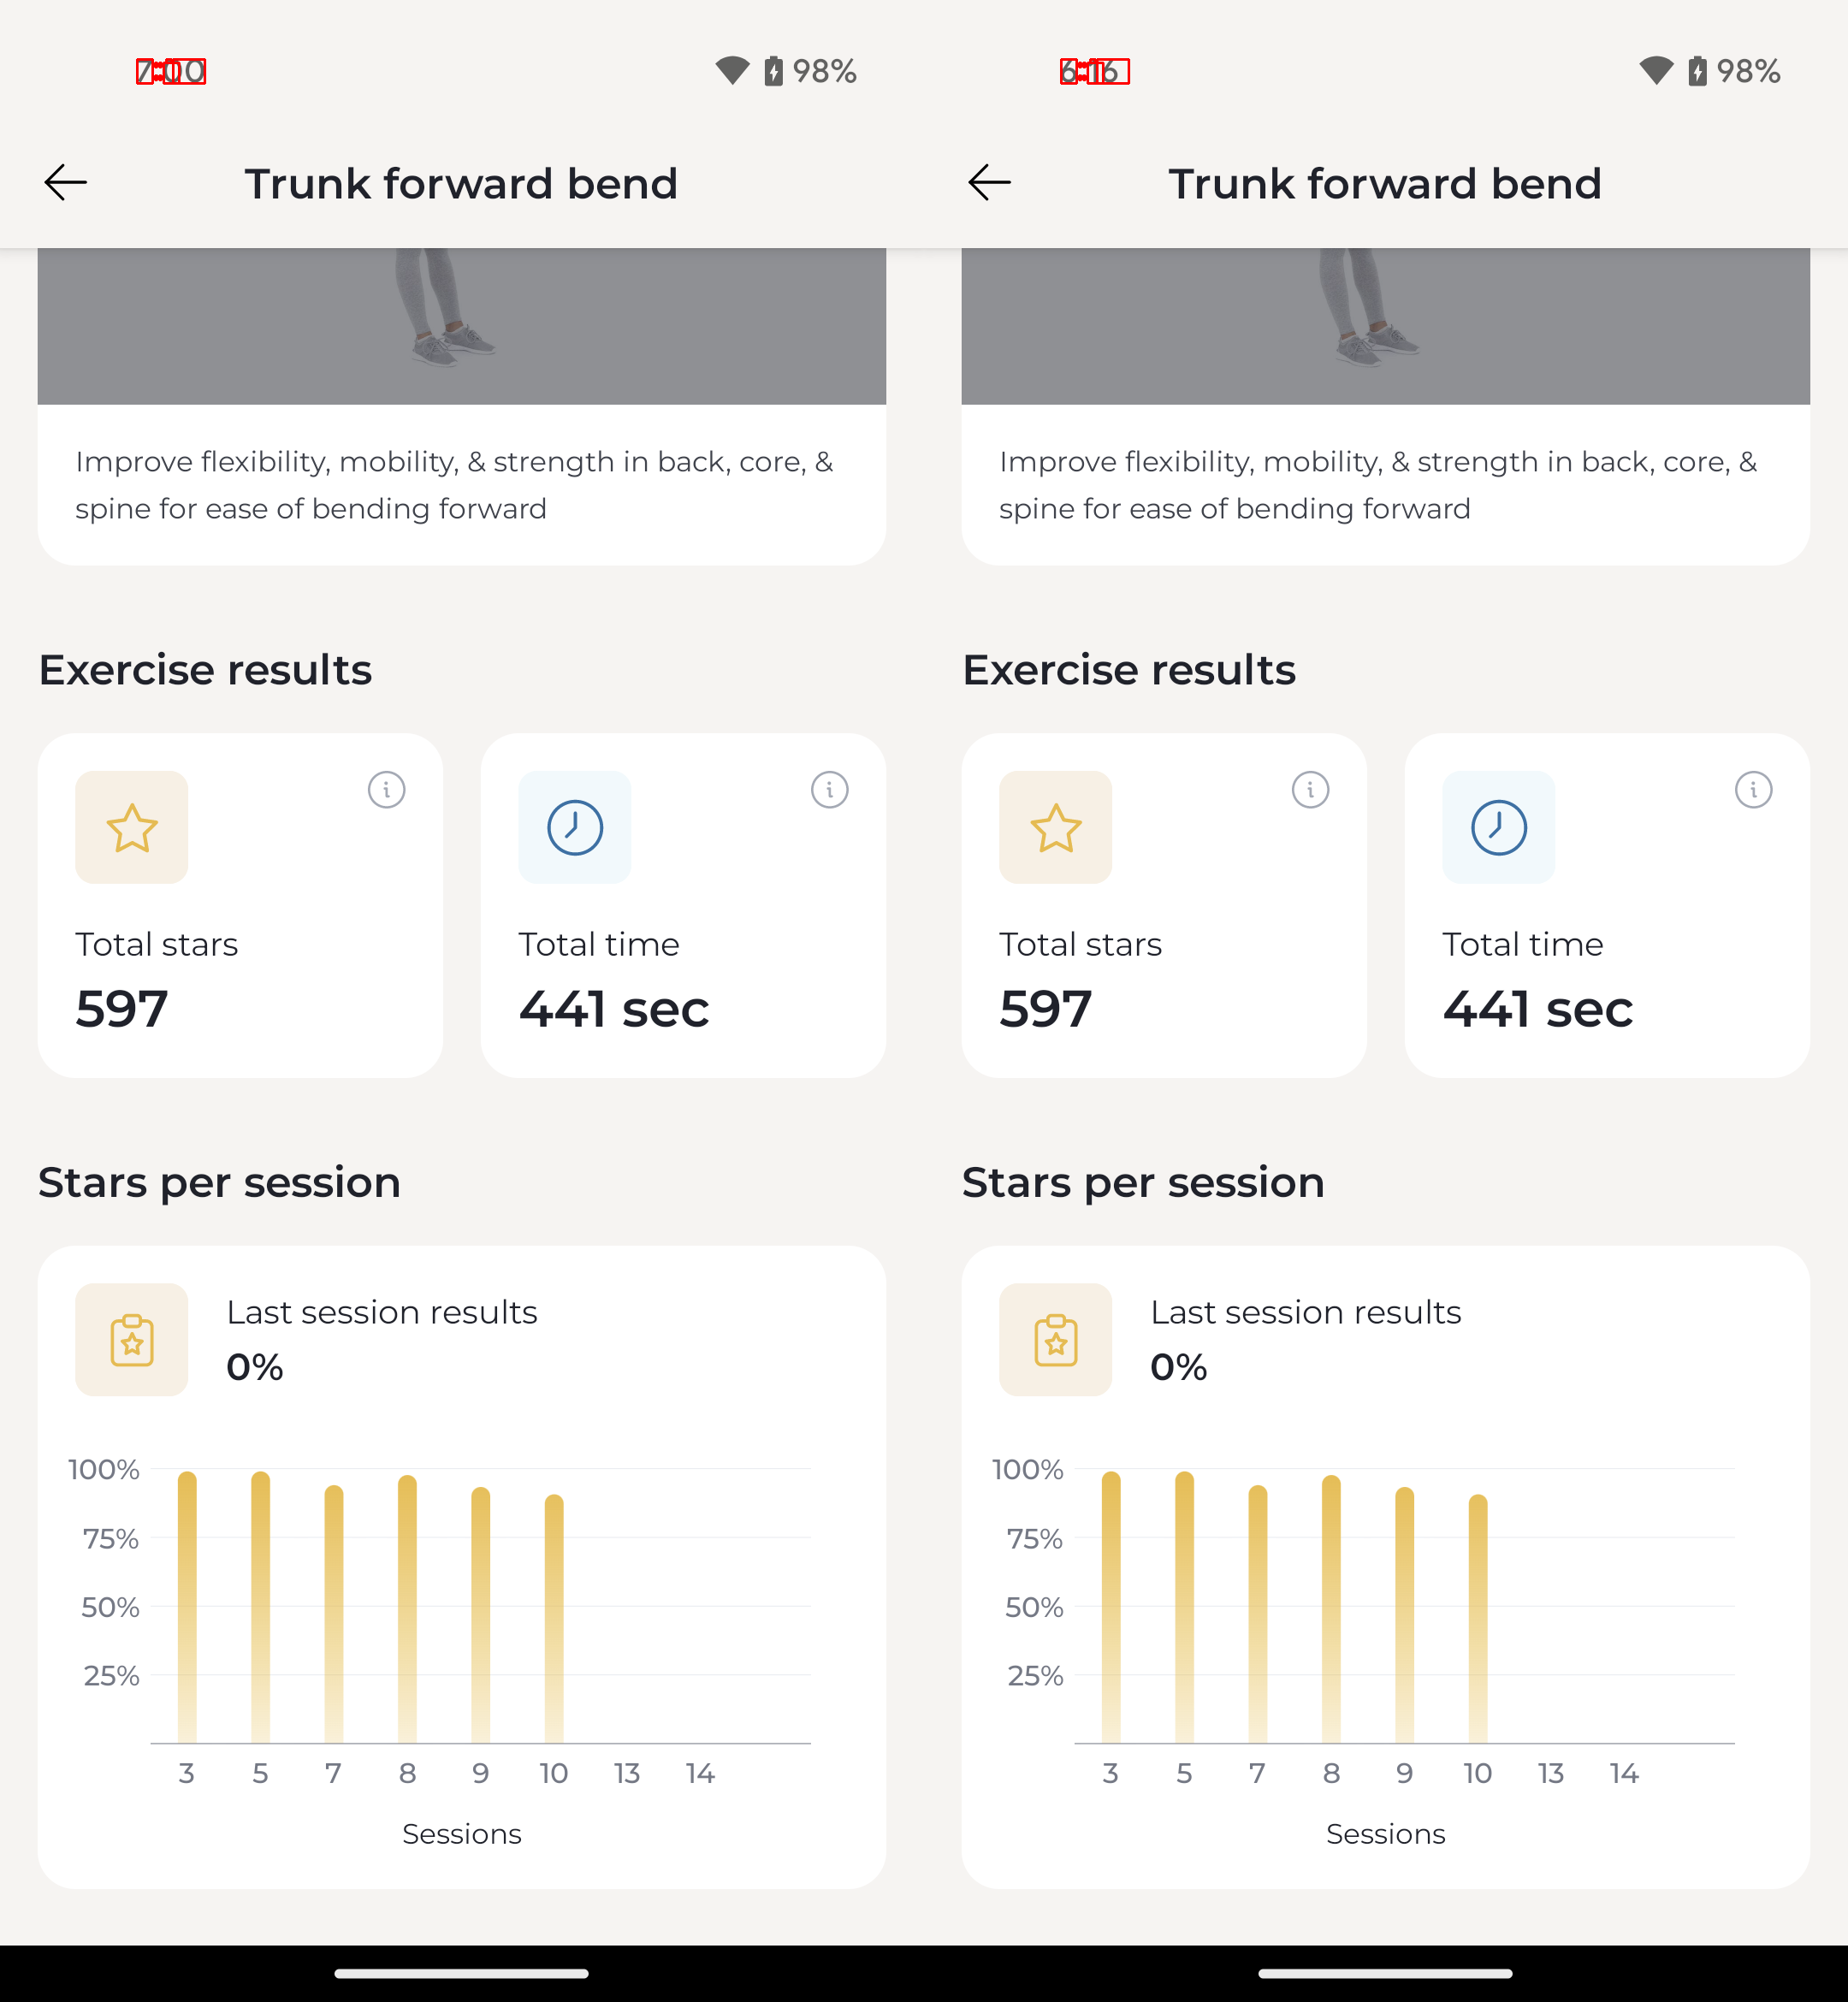 7:00
98%
Trunk forward bend
Improve flexibility, mobility, & strength in back, core, &
spine for ease of bending forward
Exercise results
Total stars
597
Total time
441 sec
Stars per session
Last session results
0%
100%
75%
50%
25%
3 5 7 8 9 10 13 14
Sessions
6:16
98%
Trunk forward bend
Improve flexibility, mobility, & strength in back, core, &
spine for ease of bending forward
Exercise results
Total stars
597
Total time
441 sec
Stars per session
Last session results
0%
100%
75%
50%
25%
3 5 7 8 9 10 13 14
Sessions